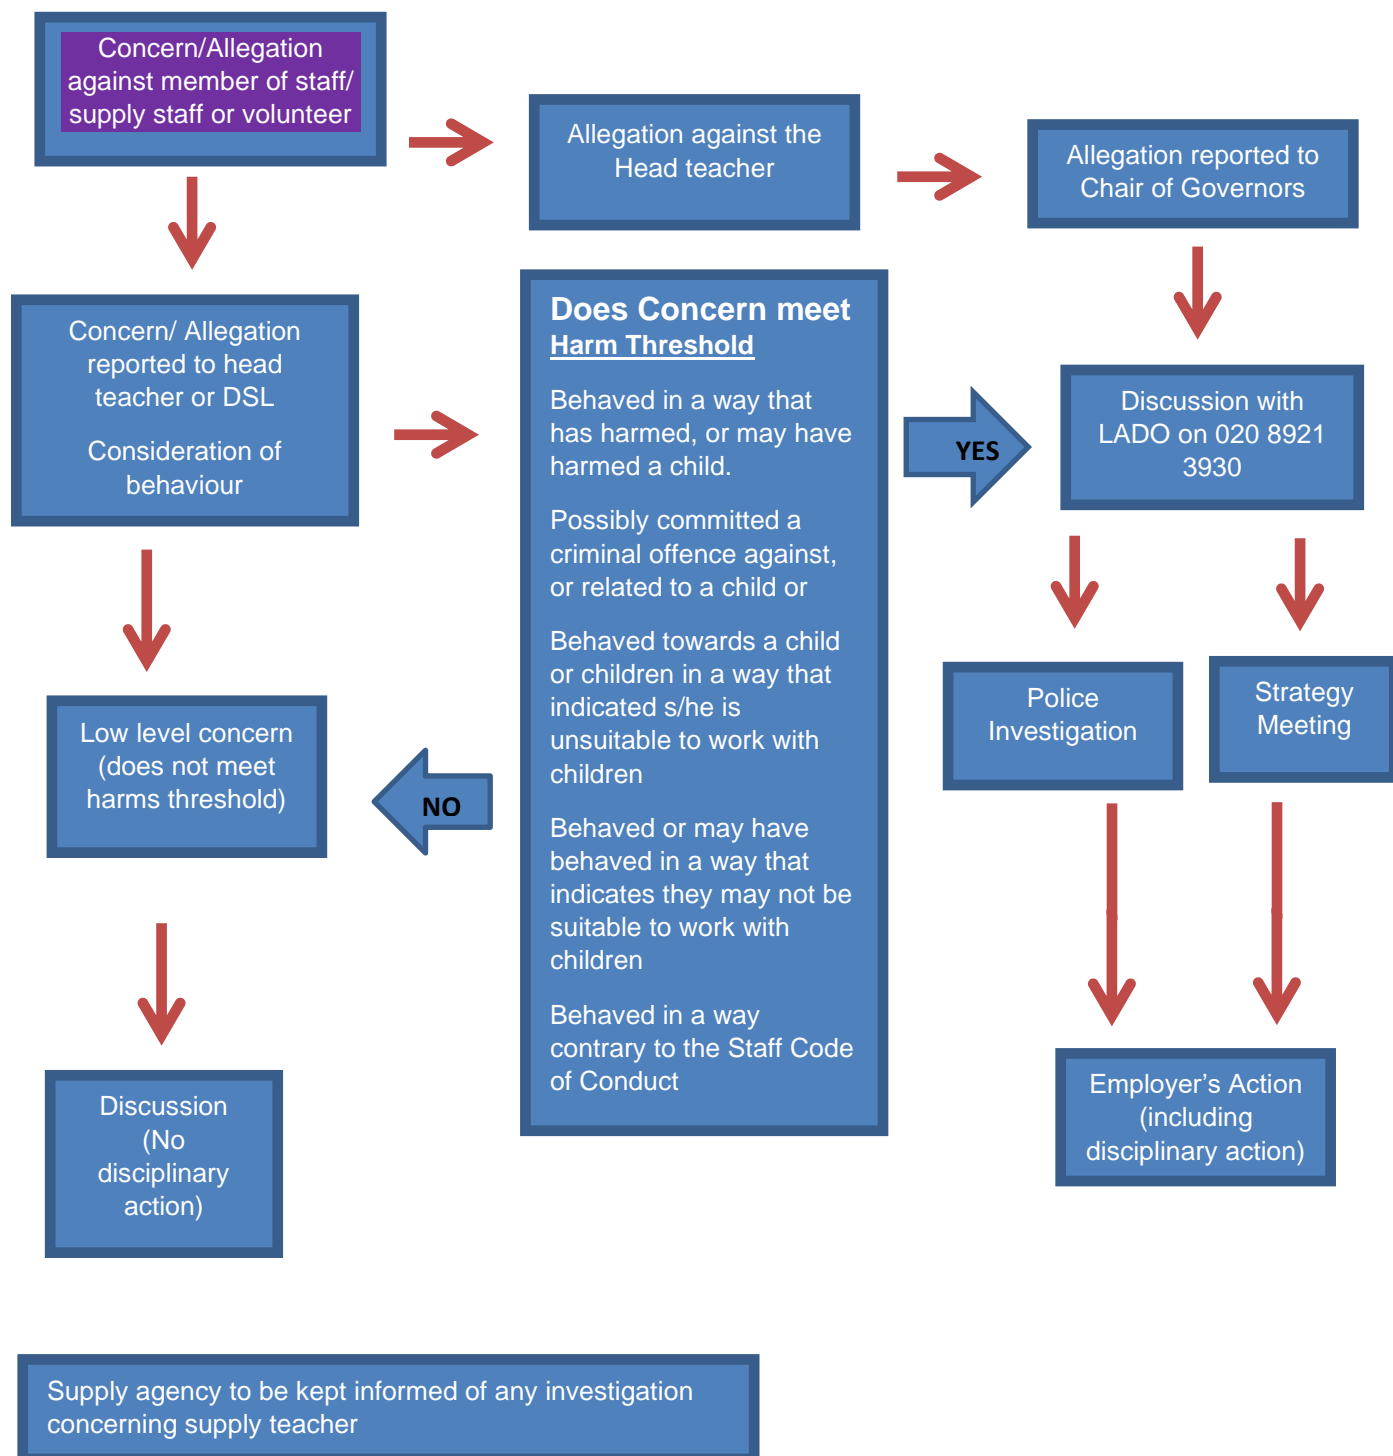 Concern/Allegation
against member of staff/
supply staff or volunteer
Allegation against the
Head teacher
Allegation reported to
Chair of Governors
Concern/ Allegation
reported to head
teacher or DSL
Consideration of
behaviour
Does Concern meet
Harm Threshold
Behaved in a way that
has harmed, or may have
harmed a child.
Possibly committed a
criminal offence against,
or related to a child or
Behaved towards a child
or children in a way that
indicated s/he is
unsuitable to work with
children
Behaved or may have
behaved in a way that
indicates they may not be
suitable to work with
children
Behaved in a way
contrary to the Staff Code
of Conduct
YES
Discussion with
LADO on 020 8921
3930
Police
Investigation
Strategy
Meeting
NO
Low level concern
(does not meet
harms threshold)
Discussion
(No
disciplinary
action)
Employer’s Action
(including
disciplinary action)
Supply agency to be kept informed of any investigation
concerning supply teacher